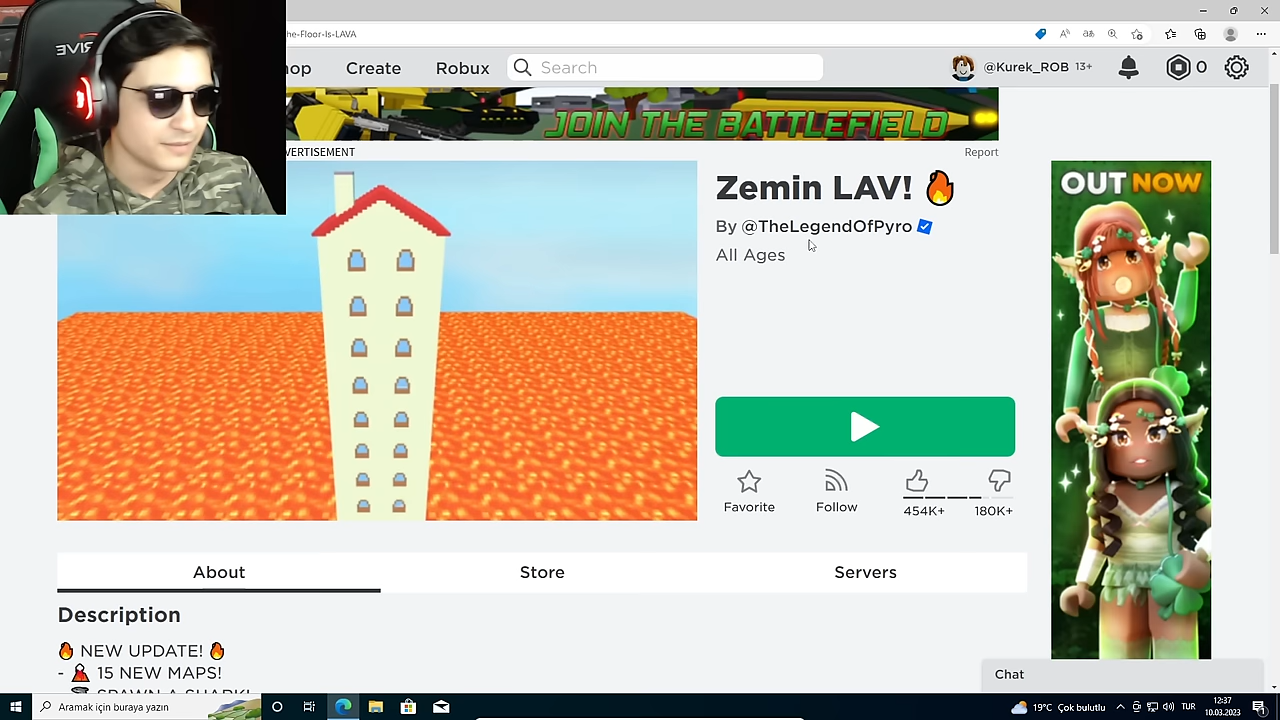 he-Floor-Is-LAVA
Create
Robux
Search
@Kurek_ROB 13+
0
JOIN THE BATTLEFIELD
VERTISEMENT
Report
Zemin LAV! 🔥
By @TheLegendOfPyro
All Ages
OUT NOW
Favorite
Follow
454K+
180K+
About
Store
Servers
Description
🔥 NEW UPDATE! 🔥
- 🌋 15 NEW MAPS!
Chat
Aramak için buraya yazın
19°C Çok bulutlu
TUR
12:37
10.03.2023